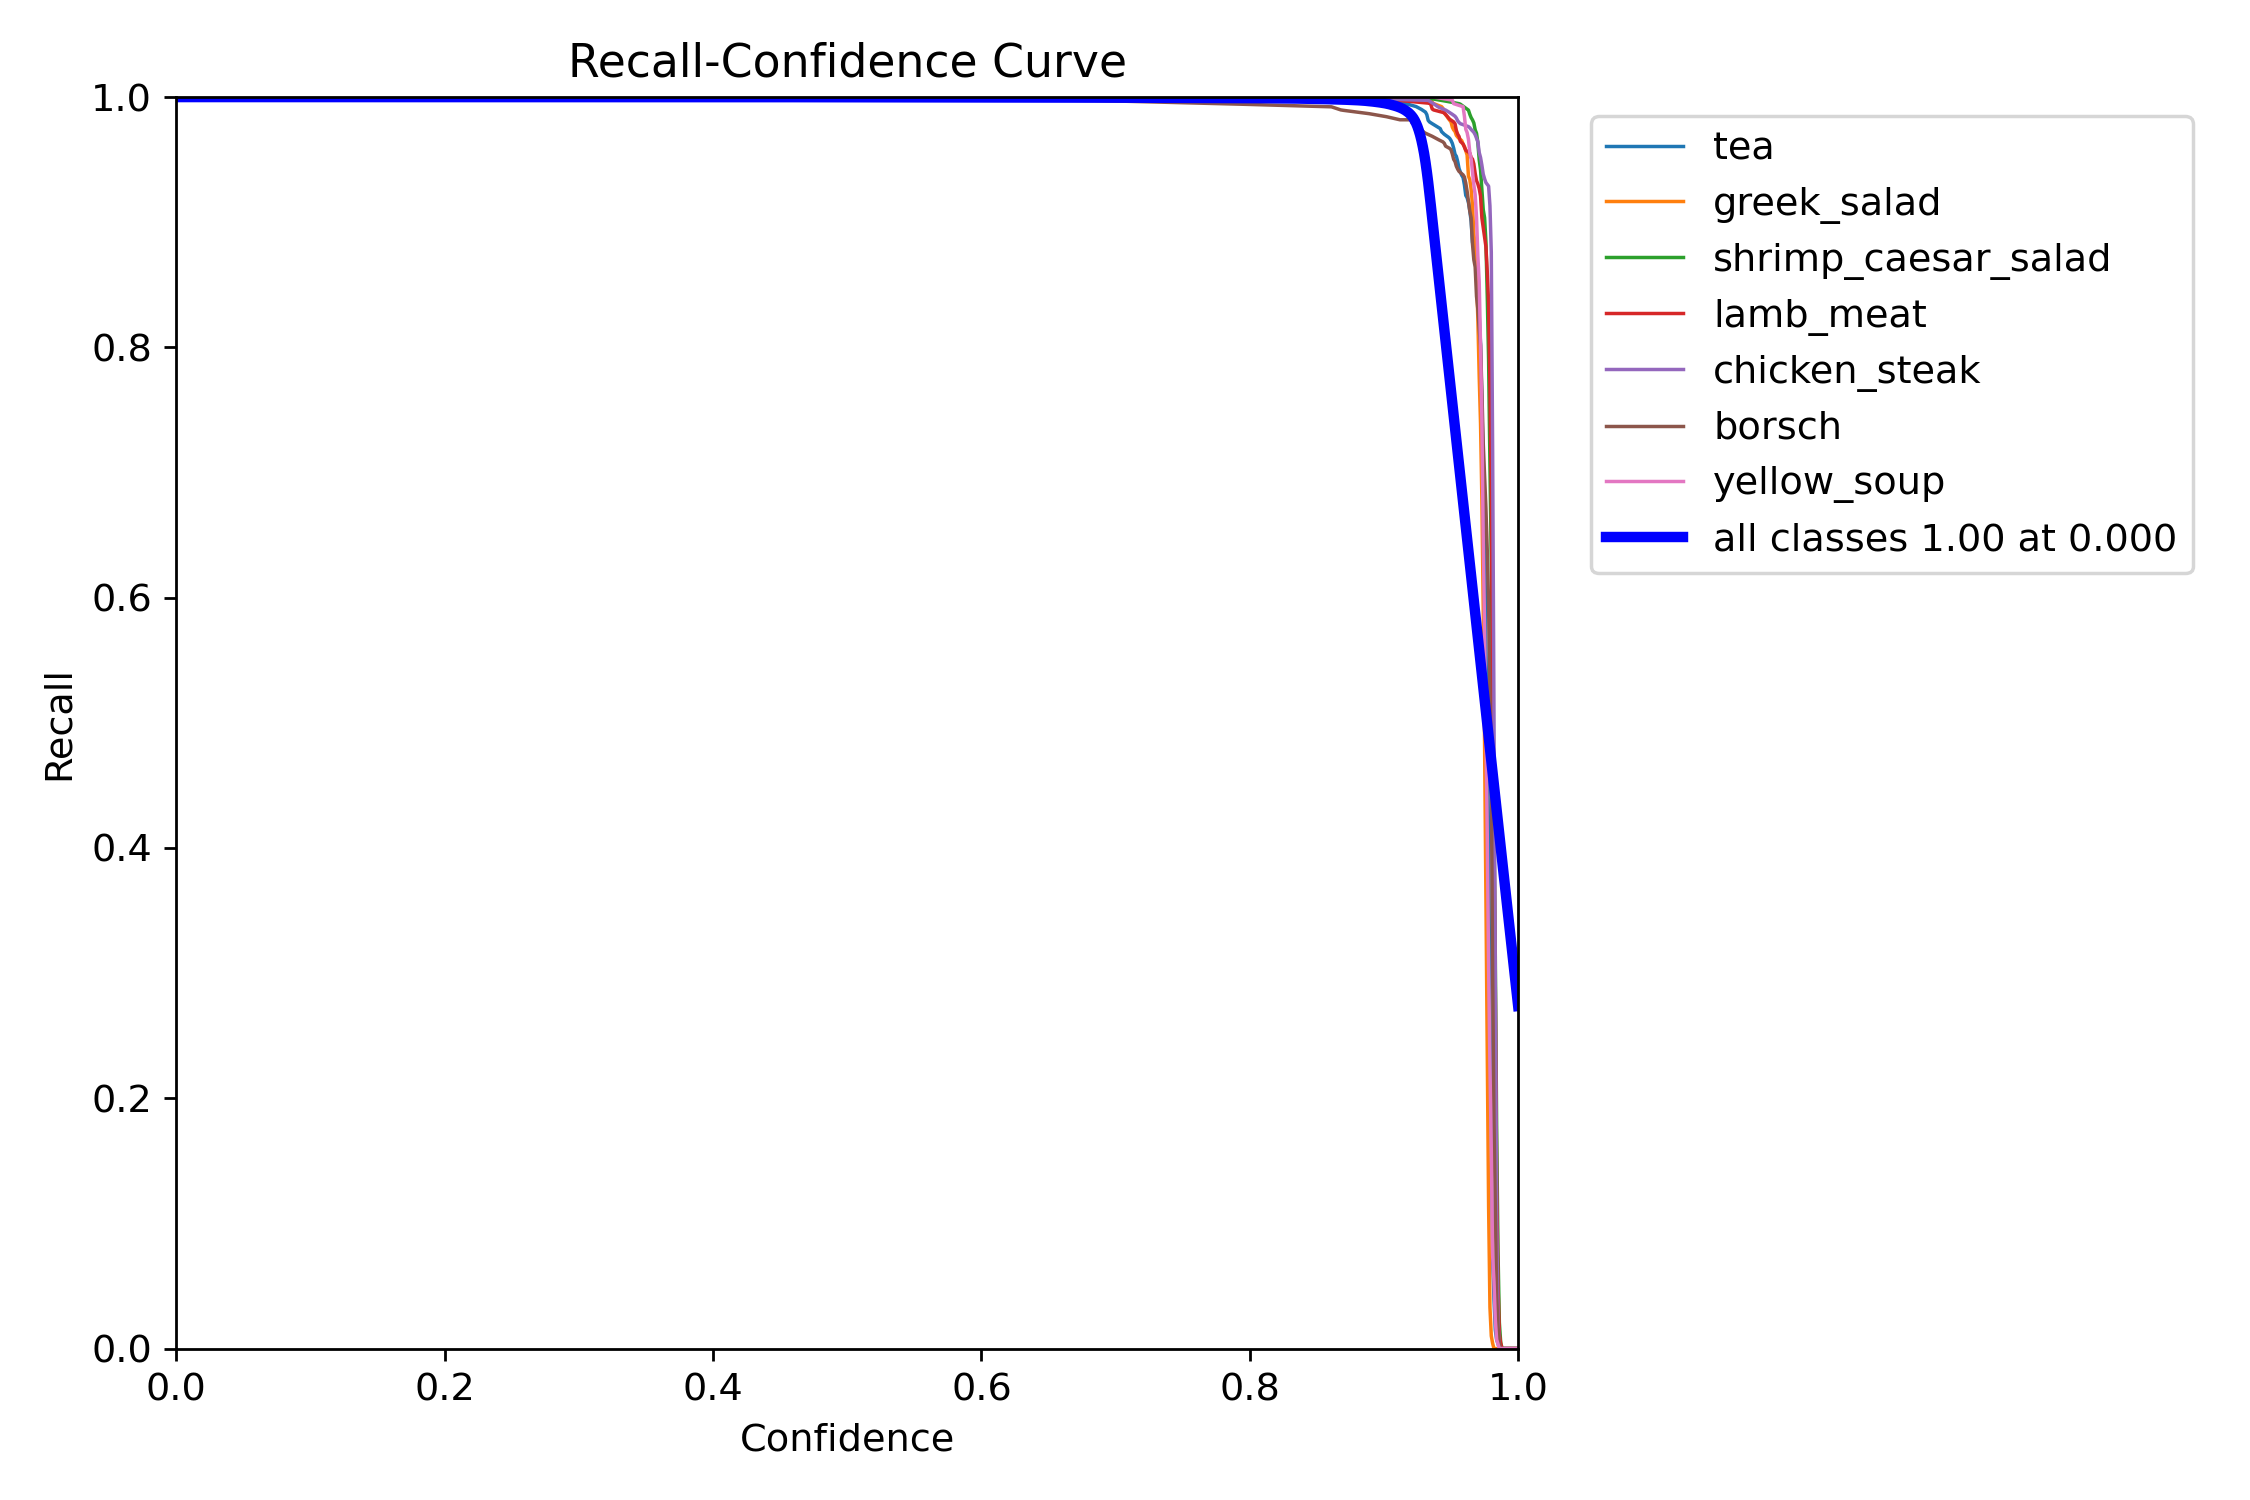 Recall-Confidence Curve
1.0
0.8
0.6
0.4
0.2
0.0
Recall
0.0 0.2 0.4 0.6 0.8 1.0
Confidence
tea
greek_salad
shrimp_caesar_salad
lamb_meat
chicken_steak
borsch
yellow_soup
all classes 1.00 at 0.000